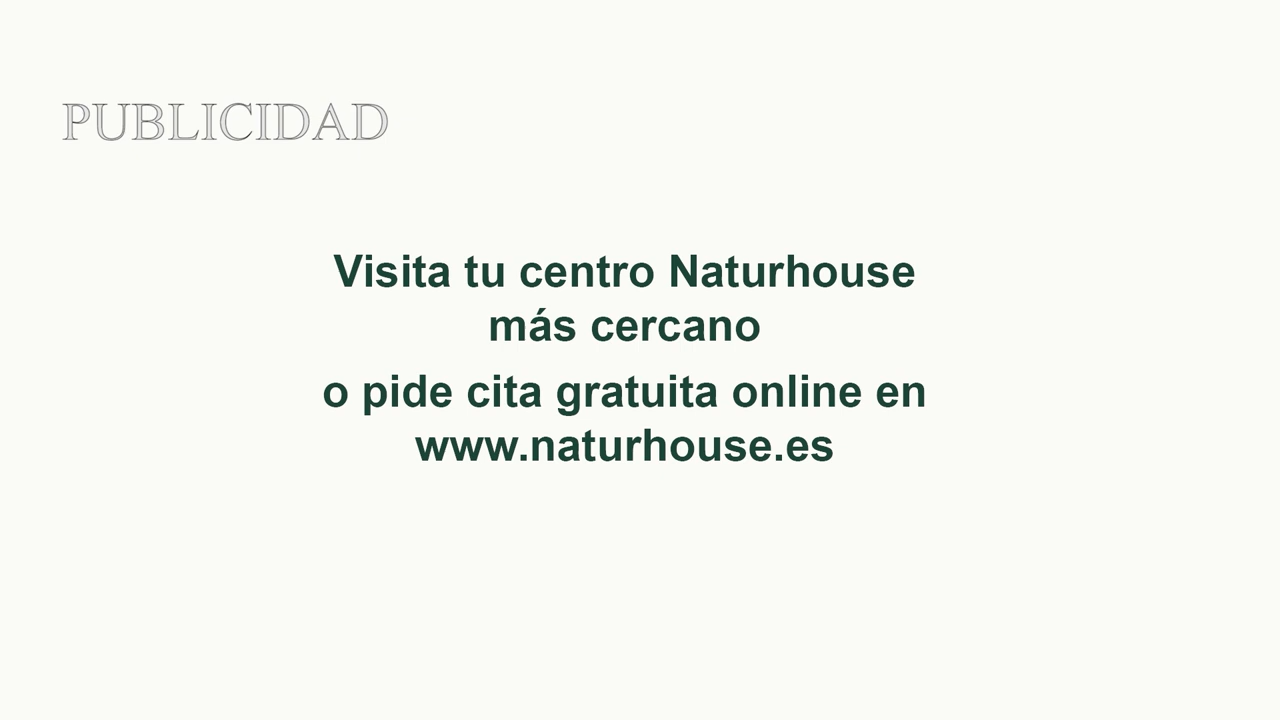 PUBLICIDAD
Visita tu centro Naturhouse
más cercano
o pide cita gratuita online en
www.naturhouse.es